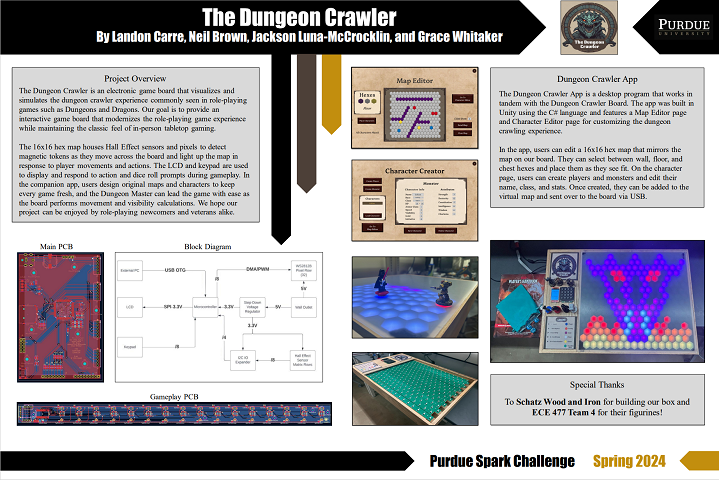 The Dungeon Crawler
By Landon Carre, Neil Brown, Jackson Luna-McCrocklin, and Grace Whitaker
The Dungeon
Crawler
PURDUE
UNIVERSITY
Project Overview
The Dungeon Crawler is an electronic game board that visualizes and
simulates the dungeon crawler experience commonly seen in role-playing
games such as Dungeons and Dragons. Our goal is to provide an
interactive game board that modernizes the role-playing game experience
while maintaining the classic feel of in-person tabletop gaming.
The 16x16 hex map houses Hall Effect sensors and pixels to detect
magnetic tokens as they move across the board and light up the map in
response to player movements and actions. The LCD and keypad are used
to display and respond to action and dice roll prompts during gameplay. In
the companion app, users design original maps and characters to keep
every game fresh, and the Dungeon Master can lead the game with ease as
the board performs movement and visibility calculations. We hope our
project can be enjoyed by role-playing newcomers and veterans alike.
Main PCB
Block Diagram
External PC
USB OTG
DMA/PWM
/8
5V
LCD
SPI 3.3V
Microcontroller
3.3V
Step-Down
Voltage
Regulator
5V
Wall Outlet
3.3V
Keypad
/8
/8
I2C I/O
Expander
/8
Hall Effect
Sensor
Matrix Rows
Gameplay PCB
Map Editor
Hexes
Character Creator
Monster
Dungeon Crawler App
The Dungeon Crawler App is a desktop program that works in
tandem with the Dungeon Crawler Board. The app was built in
Unity using the C# language and features a Map Editor page
and Character Editor page for customizing the dungeon
crawling experience.
In the app, users can edit a 16x16 hex map that mirrors the
map on our board. They can select between wall, floor, and
chest hexes and place them as they see fit. On the character
page, users can create players and monsters and edit their
name, class, and stats. Once created, they can be added to the
virtual map and sent over to the board via USB.
Special Thanks
To Schatz Wood and Iron for building our box and
ECE 477 Team 4 for their figurines!
Purdue Spark Challenge Spring 2024